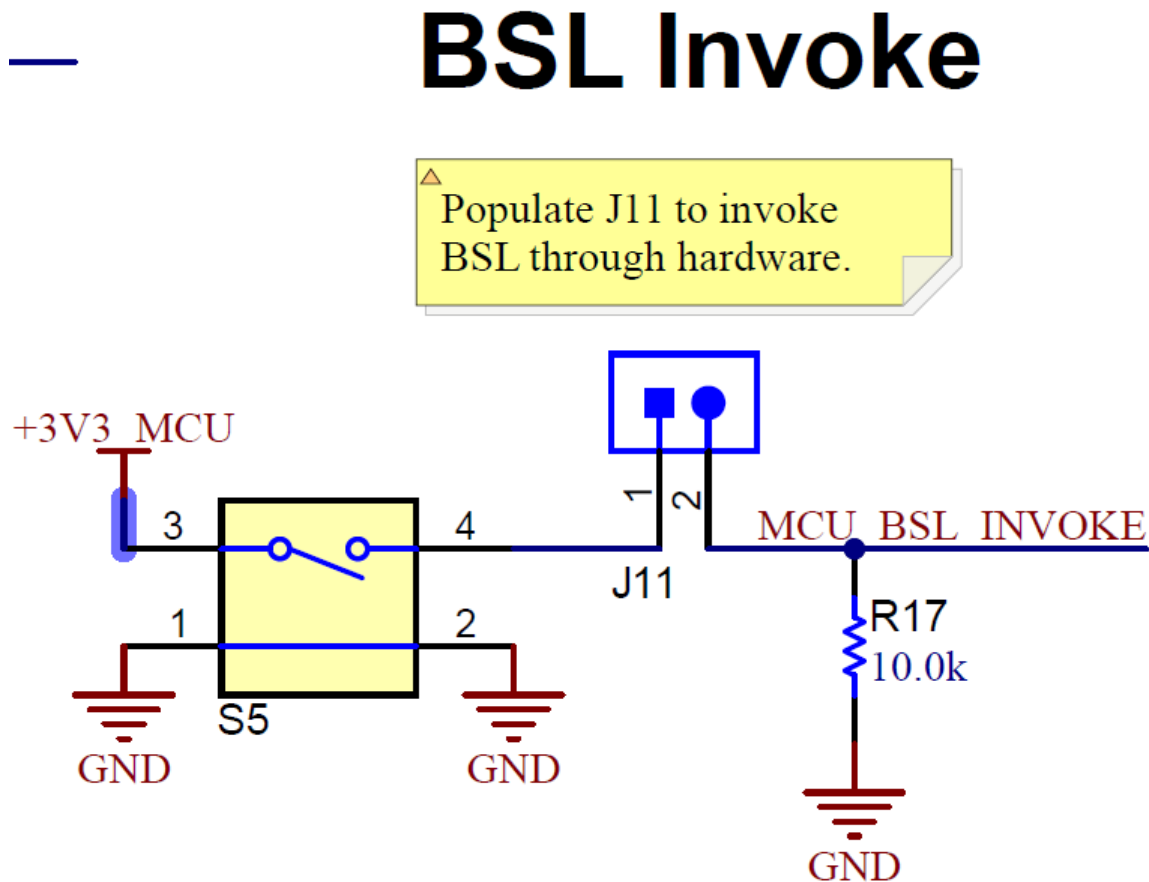 BSL Invoke
Populate J11 to invoke
BSL through hardware.
+3V3_MCU
3
4
1
2
MCU_BSL_INVOKE
J11
1
2
S5
R17
10.0k
GND
GND
GND